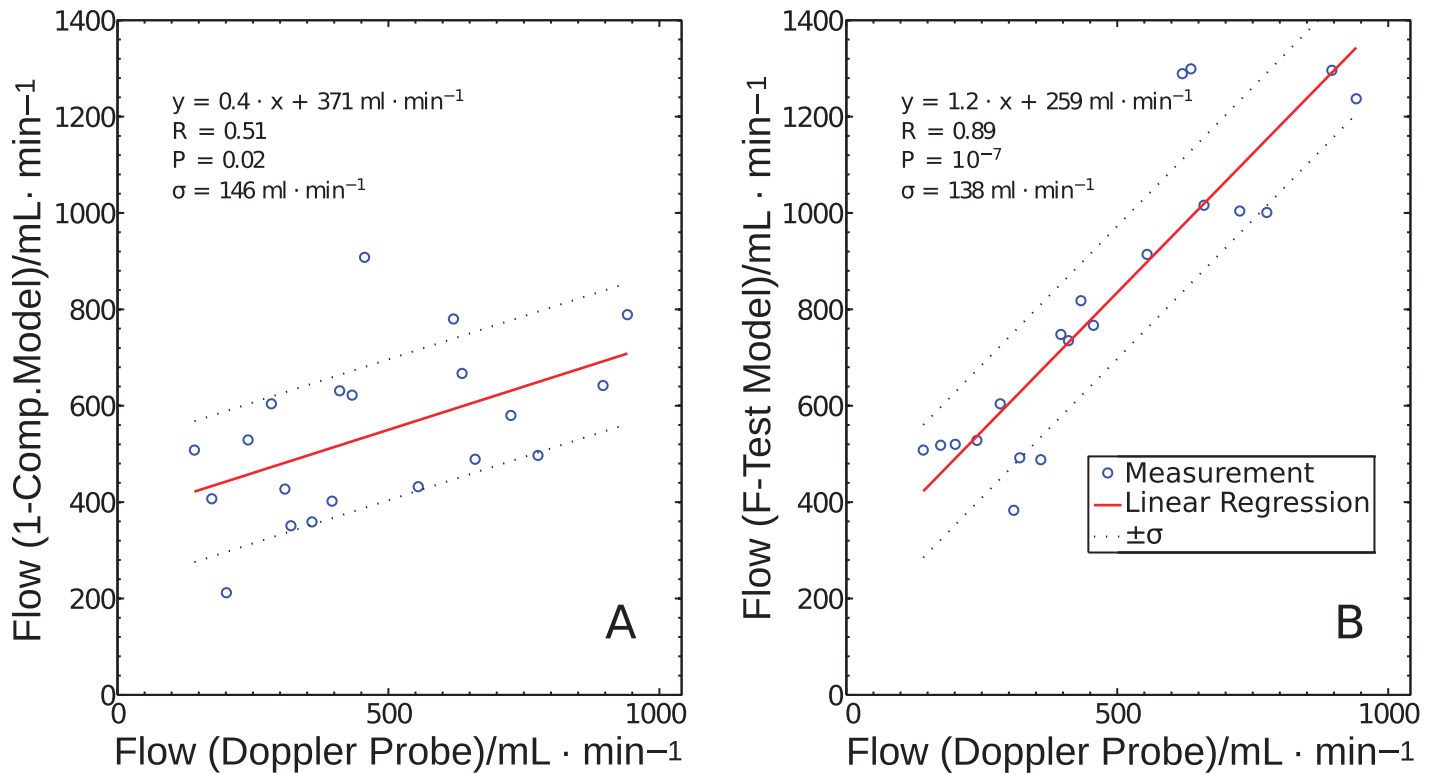 1400
1200
1000
800
600
400
200
0
0 500 1000
Flow (1-Comp.Model)/mL· min−1
y = 0.4 · x + 371 ml · min−1
R = 0.51
P = 0.02
σ = 146 ml · min−1
A
Flow (Doppler Probe)/mL · min−1
1400
1200
1000
800
600
400
200
0
0 500 1000
Flow (F-Test Model)/mL · min−1
y = 1.2 · x + 259 ml · min−1
R = 0.89
P = 10−7
σ = 138 ml · min−1
Measurement
Linear Regression
±σ
B
Flow (Doppler Probe)/mL · min−1